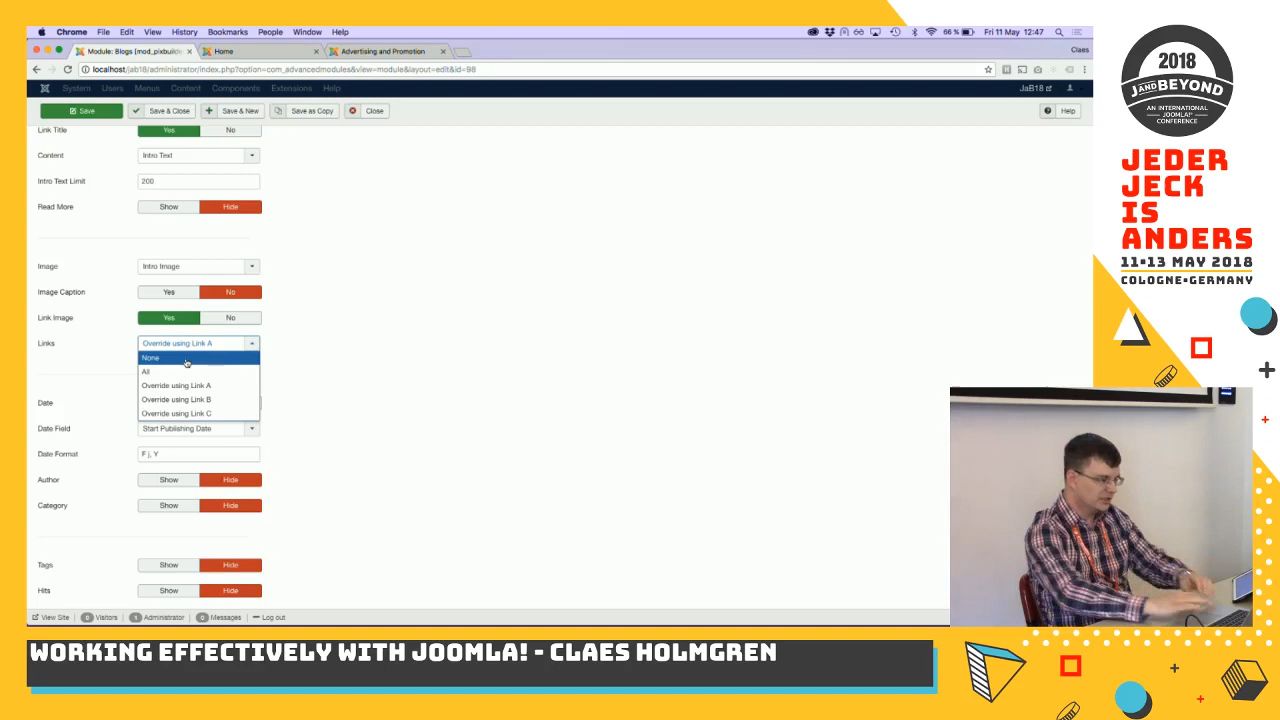 Chrome File Edit View History Bookmarks People Window Help
66 % Fri 11 May 12:47
Module: Blogs (mod_pixbuilde
Home
Advertising and Promotion
Claes
localhost/jab18/administrator/index.php?option=com_advancedmodules&view=module&layout=edit&id=98
System Users Menus Content Components Extensions Help
JaB18
Save
Save & Close
Save & New
Save as Copy
Close
Help
Link Title Yes No
Content Intro Text
Intro Text Limit 200
Read More Show Hide
Image Intro Image
Image Caption Yes No
Link Image Yes No
Links Override using Link A
None
All
Override using Link A
Override using Link B
Override using Link C
Date
Date Field Start Publishing Date
Date Format F j, Y
Author Show Hide
Category Show Hide
Tags Show Hide
Hits Show Hide
View Site 0 Visitors 1 Administrator 0 Messages Log out
WORKING EFFECTIVELY WITH JOOMLA! - CLAES HOLMGREN
2018
JANDBEYOND
AN INTERNATIONAL
JOOMLA! CONFERENCE
JEDER
JECK
IS
ANDERS
11-13 MAY 2018
COLOGNE-GERMANY